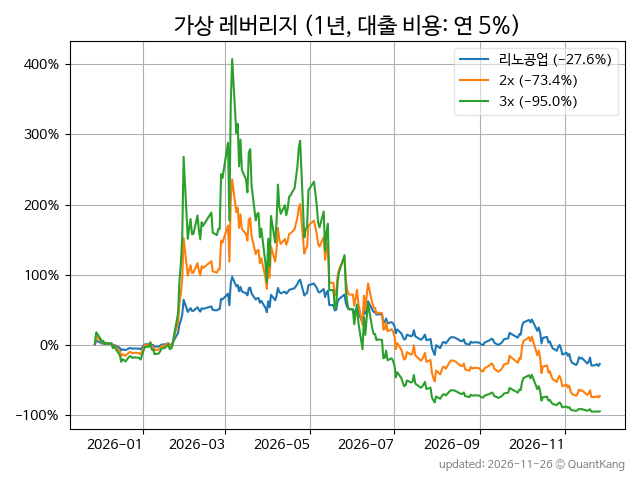 가상 레버리지 (1년, 대출 비용: 연 5%)
리노공업 (-27.6%)
2x (-73.4%)
3x (-95.0%)
400%
300%
200%
100%
0%
-100%
2026-01 2026-03 2026-05 2026-07 2026-09 2026-11
updated: 2026-11-26 © QuantKang